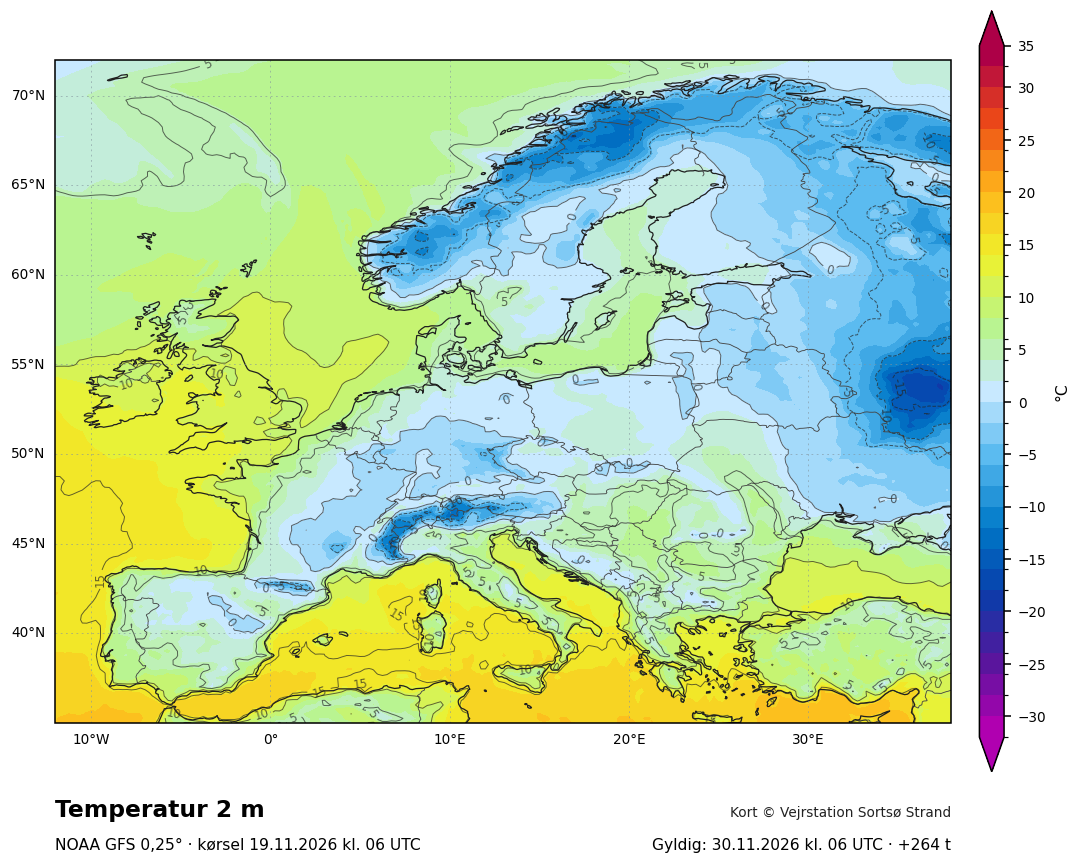 70°N
65°N
60°N
55°N
50°N
45°N
40°N
10°W
0°
10°E
20°E
30°E
35
30
25
20
15
10
5
0
−5
−10
−15
−20
−25
−30
°C
Temperatur 2 m
Kort © Vejrstation Sortsø Strand
NOAA GFS 0,25° · kørsel 19.11.2026 kl. 06 UTC
Gyldig: 30.11.2026 kl. 06 UTC · +264 t